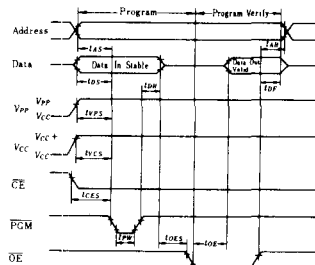 Program
Program Verify
Address
tAS
tAH
Data
Data In Stable
Data Out Valid
tDS
tDH
tDF
VPP VPP
VCC
tVPS
VCC VCC +
VCC
tVCS
CE
tCES
PGM
tPW
tOES
tOE
OE